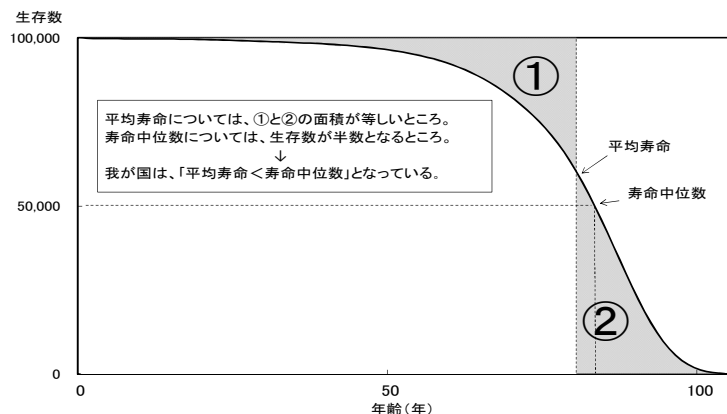 生存数
100,000
①
平均寿命については、①と②の面積が等しいところ。
寿命中位数については、生存数が半数となるところ。
↓
我が国は、「平均寿命<寿命中位数」となっている。
平均寿命
寿命中位数
50,000
②
0
0
50
100
年齢(年)